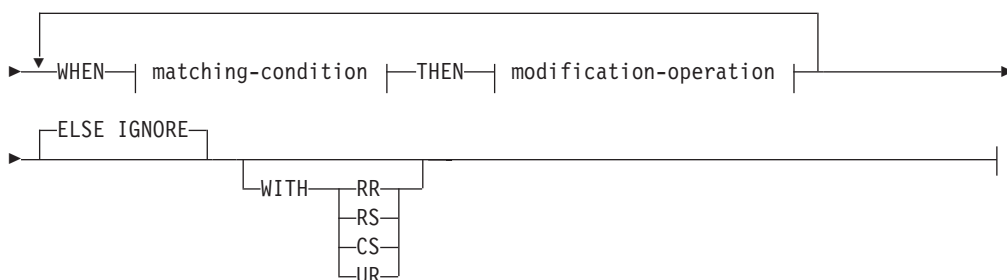 WHEN matching-condition THEN modification-operation
ELSE IGNORE
WITH RR
RS
CS
UR